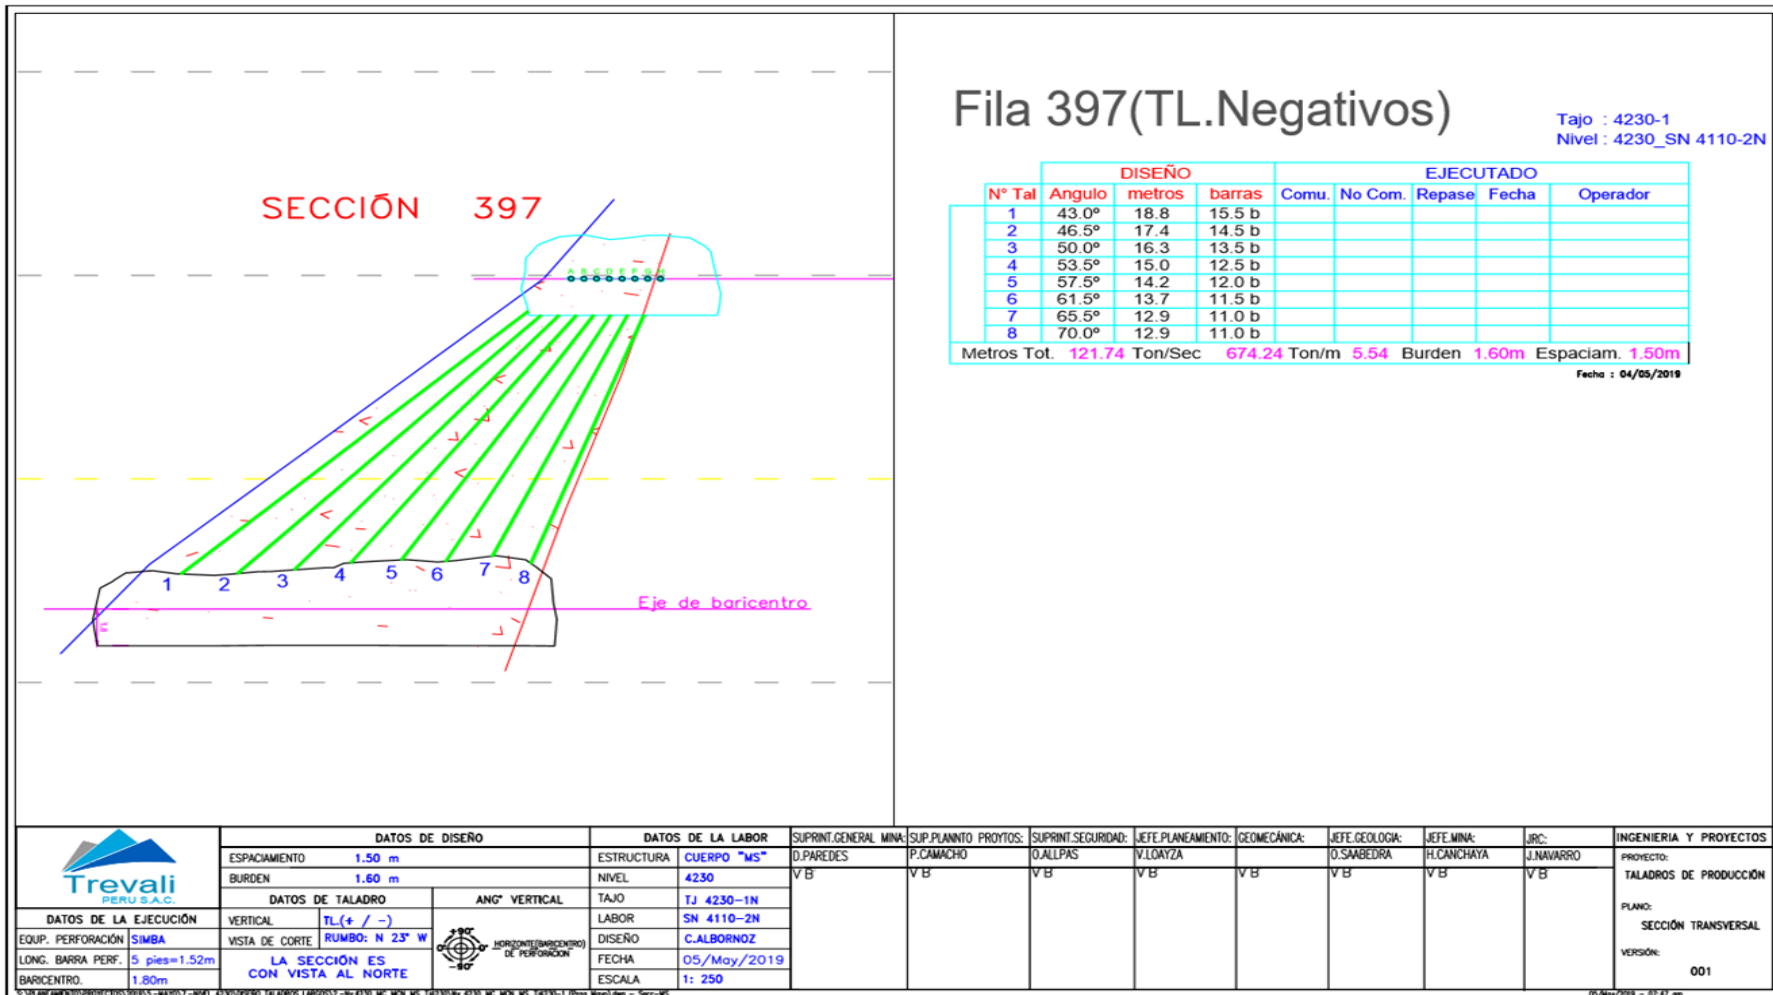 SECCIÓN 397
A B C D E F G H
1 2 3 4 5 6 7 8
Eje de baricentro
Fila 397(TL.Negativos)
Tajo : 4230-1
Nivel : 4230_SN 4110-2N
DISEÑO EJECUTADO
N° Tal Angulo metros barras Comu. No Com. Repase Fecha Operador
1 43.0° 18.8 15.5 b
2 46.5° 17.4 14.5 b
3 50.0° 16.3 13.5 b
4 53.5° 15.0 12.5 b
5 57.5° 14.2 12.0 b
6 61.5° 13.7 11.5 b
7 65.5° 12.9 11.0 b
8 70.0° 12.9 11.0 b
Metros Tot. 121.74 Ton/Sec 674.24 Ton/m 5.54 Burden 1.60m Espaciam. 1.50m
Fecha : 04/05/2019
Trevali
PERU S.A.C.
DATOS DE LA EJECUCIÓN
EQUP. PERFORACIÓN SIMBA
LONG. BARRA PERF. 5 pies=1.52m
BARICENTRO. 1.80m
DATOS DE DISEÑO
ESPACIAMIENTO 1.50 m
BURDEN 1.60 m
DATOS DE TALADRO
VERTICAL TL(+ / -)
VISTA DE CORTE RUMBO: N 23° W
LA SECCIÓN ES
CON VISTA AL NORTE
ANG° VERTICAL
+90°
0° 0°
-90°
HORIZONTE(BARICENTRO)
DE PERFORACION
DATOS DE LA LABOR
ESTRUCTURA CUERPO "MS"
NIVEL 4230
TAJO TJ 4230-1N
LABOR SN 4110-2N
DISEÑO C.ALBORNOZ
FECHA 05/May/2019
ESCALA 1: 250
SUPRINT.GENERAL MINA: SUP.PLANNTO PROYTOS: SUPRINT.SEGURIDAD: JEFE.PLANEAMIENTO: GEOMECÁNICA: JEFE.GEOLOGIA: JEFE.MINA: JRC:
D.PAREDES P.CAMACHO O.ALLPAS V.LOAYZA O.SAABEDRA H.CANCHAYA J.NAVARRO
V B V B V B V B V B V B V B V B
INGENIERIA Y PROYECTOS
PROYECTO:
TALADROS DE PRODUCCIÓN
PLANO:
SECCIÓN TRANSVERSAL
VERSIÓN:
001